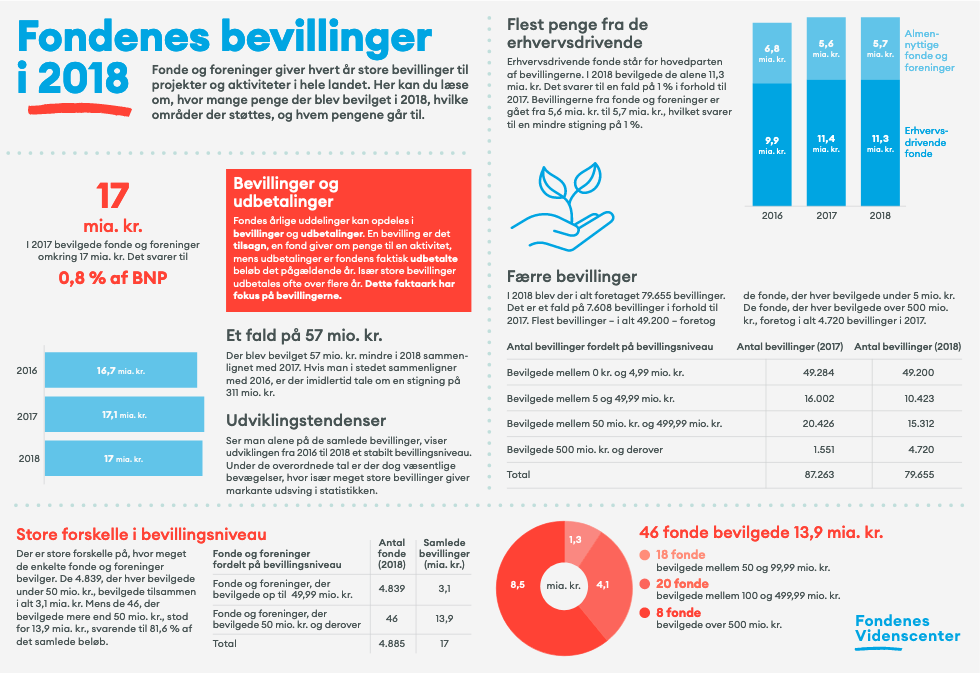 Fondenes bevillinger
i 2018
Fonde og foreninger giver hvert år store bevillinger til
projekter og aktiviteter i hele landet. Her kan du læse
om, hvor mange penge der blev bevilget i 2018, hvilke
områder der støttes, og hvem pengene går til.
17
mia. kr.
I 2017 bevilgede fonde og foreninger
omkring 17 mia. kr. Det svarer til
0,8 % af BNP
2016
16,7 mia. kr.
2017
17,1 mia. kr.
2018
17 mia. kr.
Bevillinger og
udbetalinger
Fondes årlige uddelinger kan opdeles i
bevillinger og udbetalinger. En bevilling er det
tilsagn, en fond giver om penge til en aktivitet,
mens udbetalinger er fondens faktisk udbetalte
beløb det pågældende år. Især store bevillinger
udbetales ofte over flere år. Dette faktaark har
fokus på bevillingerne.
Et fald på 57 mio. kr.
Der blev bevilget 57 mio. kr. mindre i 2018 sammen-
lignet med 2017. Hvis man i stedet sammenligner
med 2016, er der imidlertid tale om en stigning på
311 mio. kr.
Udviklingstendenser
Ser man alene på de samlede bevillinger, viser
udviklingen fra 2016 til 2018 et stabilt bevillingsniveau.
Under de overordnede tal er der dog væsentlige
bevægelser, hvor især meget store bevillinger giver
markante udsving i statistikken.
Flest penge fra de
erhvervsdrivende
Erhvervsdrivende fonde står for hovedparten
af bevillingerne. I 2018 bevilgede de alene 11,3
mia. kr. Det svarer til en fald på 1 % i forhold til
2017. Bevillingerne fra fonde og foreninger er
gået fra 5,6 mia. kr. til 5,7 mia. kr., hvilket svarer
til en mindre stigning på 1 %.
6,8
mia. kr.
5,6
mia. kr.
5,7
mia. kr.
Almen-
nyttige
fonde og
foreninger
9,9
mia. kr.
11,4
mia. kr.
11,3
mia. kr.
Erhvervs-
drivende
fonde
2016 2017 2018
Færre bevillinger
I 2018 blev der i alt foretaget 79.655 bevillinger.
Det er et fald på 7.608 bevillinger i forhold til
2017. Flest bevillinger – i alt 49.200 – foretog
de fonde, der hver bevilgede under 5 mio. kr.
De fonde, der hver bevilgede over 500 mio.
kr., foretog i alt 4.720 bevillinger i 2017.
Antal bevillinger fordelt på bevillingsniveau Antal bevillinger (2017) Antal bevillinger (2018)
Bevilgede mellem 0 kr. og 4,99 mio. kr. 49.284 49.200
Bevilgede mellem 5 og 49,99 mio. kr. 16.002 10.423
Bevilgede mellem 50 mio. kr. og 499,99 mio. kr. 20.426 15.312
Bevilgede 500 mio. kr. og derover 1.551 4.720
Total 87.263 79.655
Store forskelle i bevillingsniveau
Der er store forskelle på, hvor meget
de enkelte fonde og foreninger
bevilger. De 4.839, der hver bevilgede
under 50 mio. kr., bevilgede tilsammen
i alt 3,1 mia. kr. Mens de 46, der
bevilgede mere end 50 mio. kr., stod
for 13,9 mia. kr., svarende til 81,6 % af
det samlede beløb.
Fonde og foreninger
fordelt på bevillingsniveau
Antal
fonde
(2018)
Samlede
bevillinger
(mia. kr.)
Fonde og foreninger, der
bevilgede op til 49,99 mio. kr. 4.839 3,1
Fonde og foreninger, der
bevilgede 50 mio. kr. og derover 46 13,9
Total 4.885 17
1,3
8,5
mia. kr.
4,1
46 fonde bevilgede 13,9 mia. kr.
18 fonde
bevilgede mellem 50 og 99,99 mio. kr.
20 fonde
bevilgede mellem 100 og 499,99 mio. kr.
8 fonde
bevilgede over 500 mio. kr.
Fondenes
Videnscenter